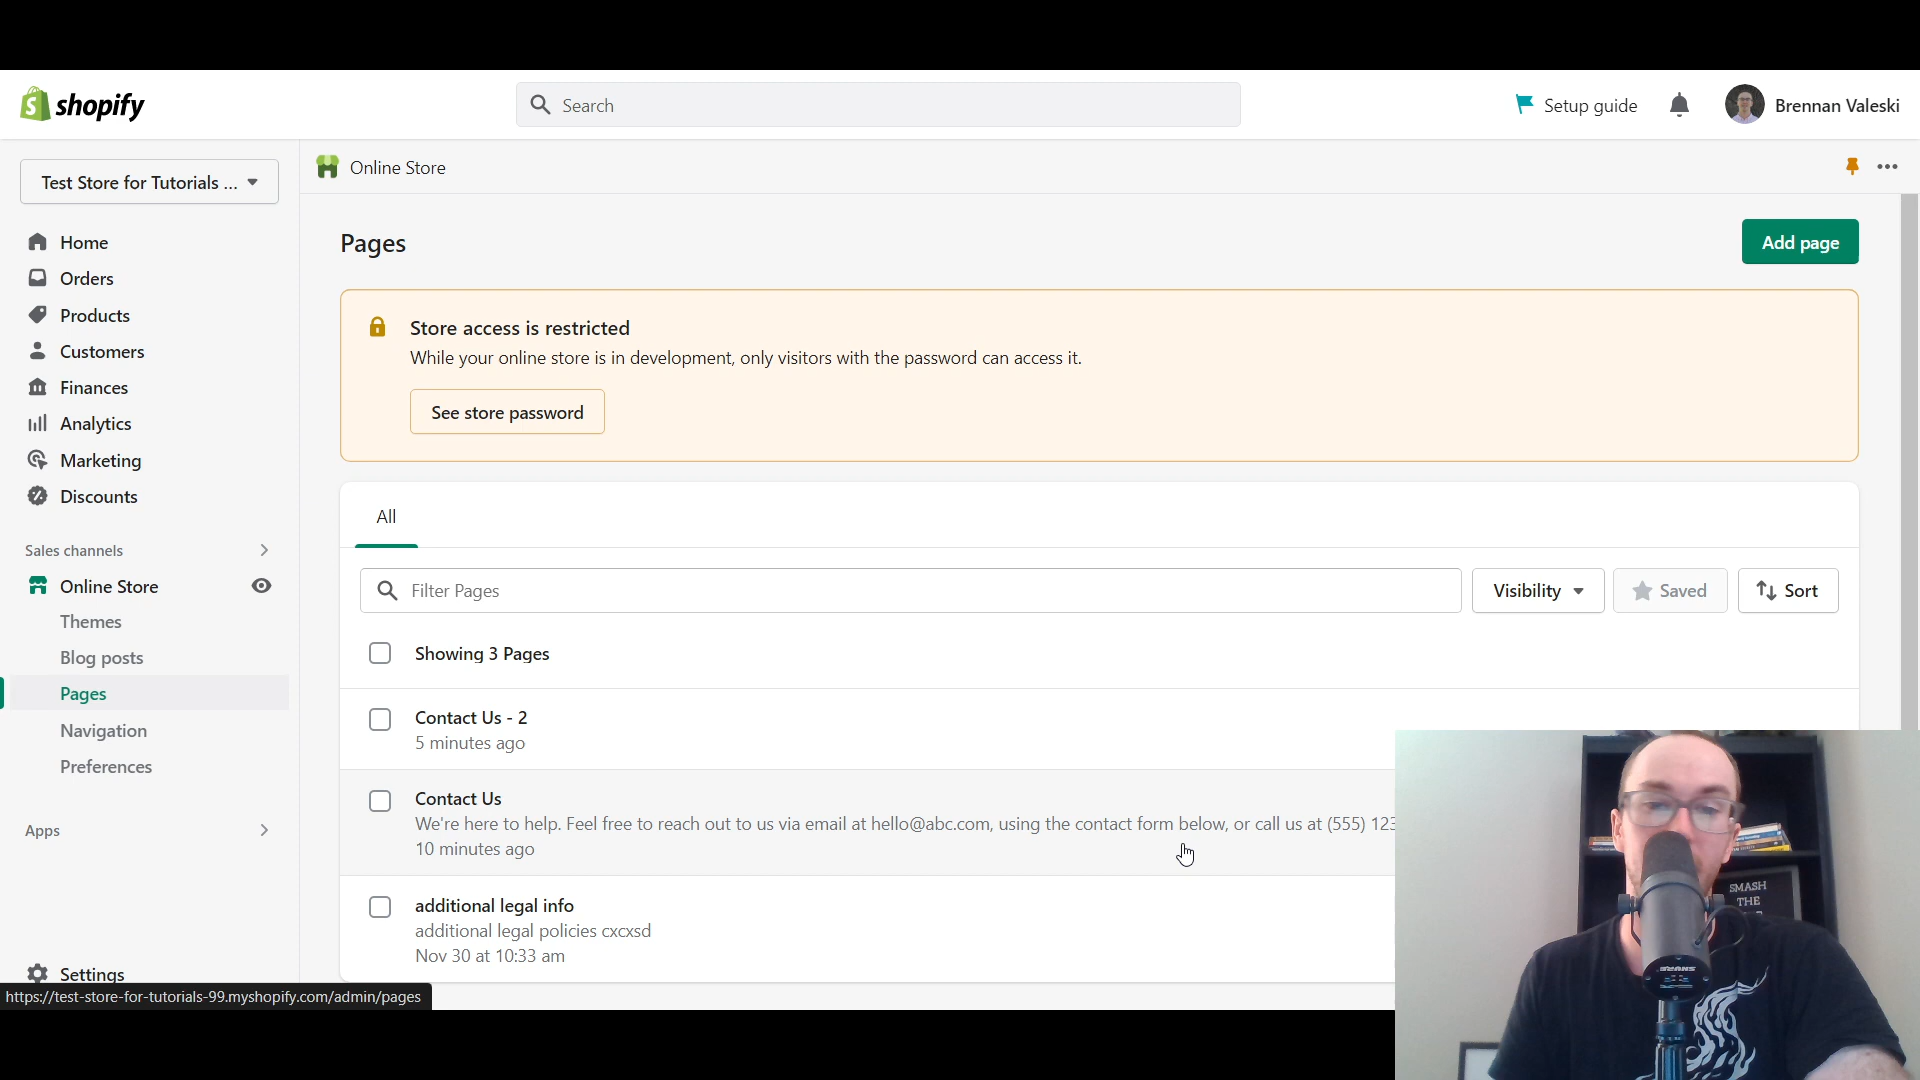 shopify
Search
Setup guide
Brennan Valeski
Test Store for Tutorials ...
Online Store
Home
Orders
Products
Customers
Finances
Analytics
Marketing
Discounts
Sales channels
Online Store
Themes
Blog posts
Pages
Navigation
Preferences
Apps
Settings
https://test-store-for-tutorials-99.myshopify.com/admin/pages
Pages
Add page
Store access is restricted
While your online store is in development, only visitors with the password can access it.
See store password
All
Filter Pages
Visibility
Saved
Sort
Showing 3 Pages
Contact Us - 2
5 minutes ago
Contact Us
We're here to help. Feel free to reach out to us via email at hello@abc.com, using the contact form below, or call us at (555) 123
10 minutes ago
additional legal info
additional legal policies cxcxsd
Nov 30 at 10:33 am
SMASH
THE
SHURE